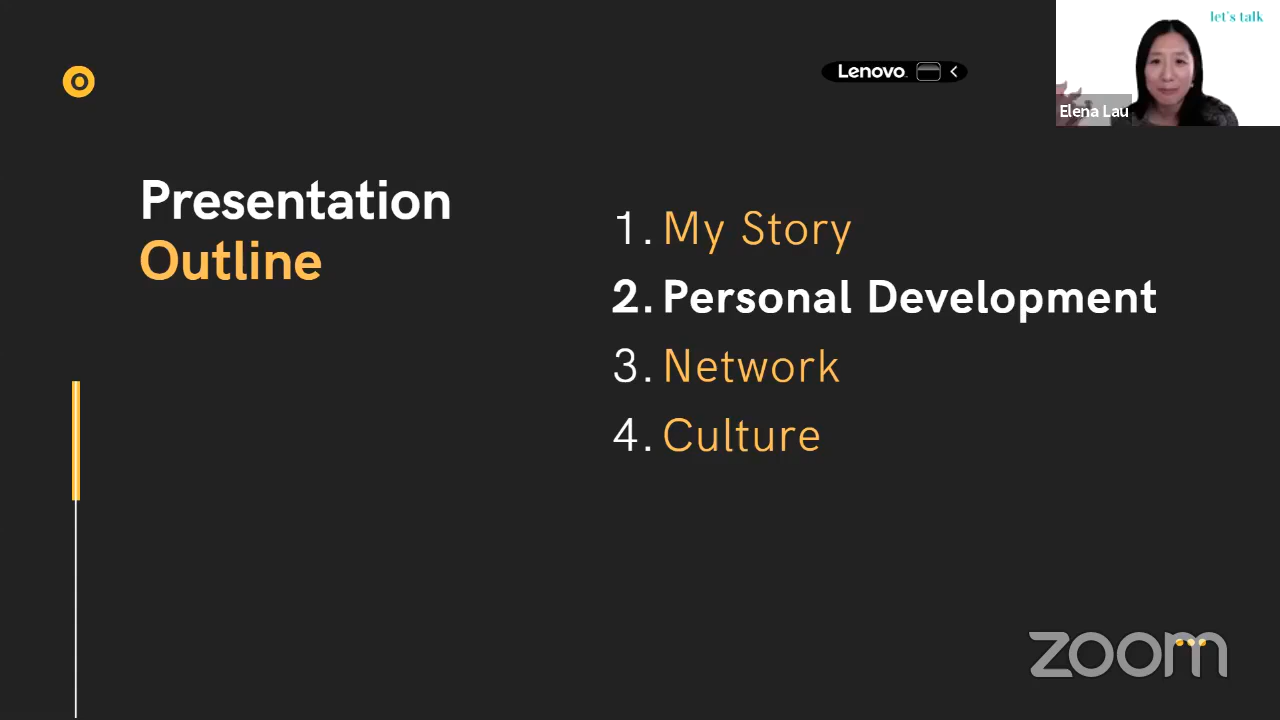 let's talk
Lenovo
Elena Lau
Presentation
Outline
1. My Story
2. Personal Development
3. Network
4. Culture
zoom